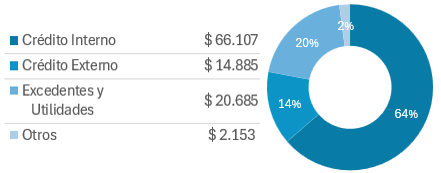 Crédito Interno $ 66.107
Crédito Externo $ 14.885
Excedentes y
Utilidades $ 20.685
Otros $ 2.153
2%
20%
14%
64%